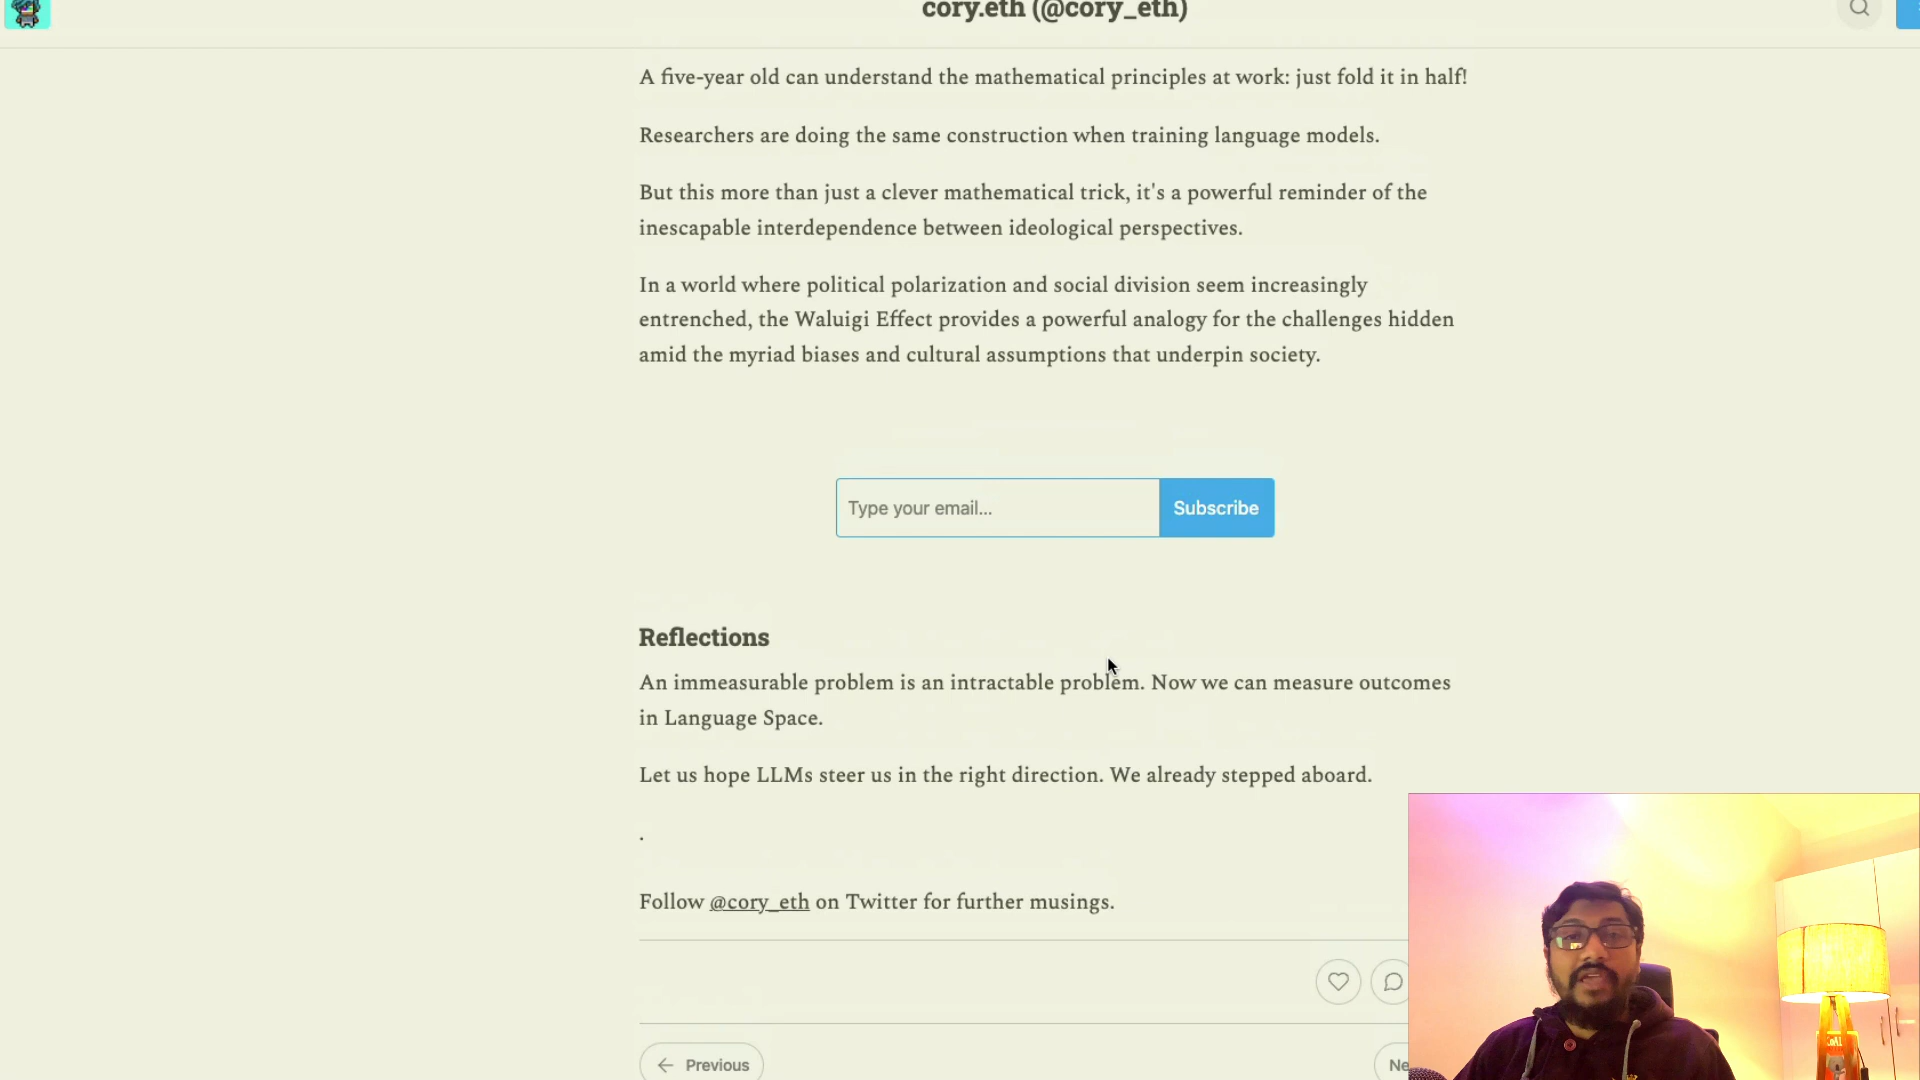 cory.eth (@cory_eth)
A five-year old can understand the mathematical principles at work: just fold it in half!
Researchers are doing the same construction when training language models.
But this more than just a clever mathematical trick, it's a powerful reminder of the
inescapable interdependence between ideological perspectives.
In a world where political polarization and social division seem increasingly
entrenched, the Waluigi Effect provides a powerful analogy for the challenges hidden
amid the myriad biases and cultural assumptions that underpin society.
Type your email...
Subscribe
Reflections
An immeasurable problem is an intractable problem. Now we can measure outcomes
in Language Space.
Let us hope LLMs steer us in the right direction. We already stepped aboard.
.
Follow @cory_eth on Twitter for further musings.
← Previous
Ne